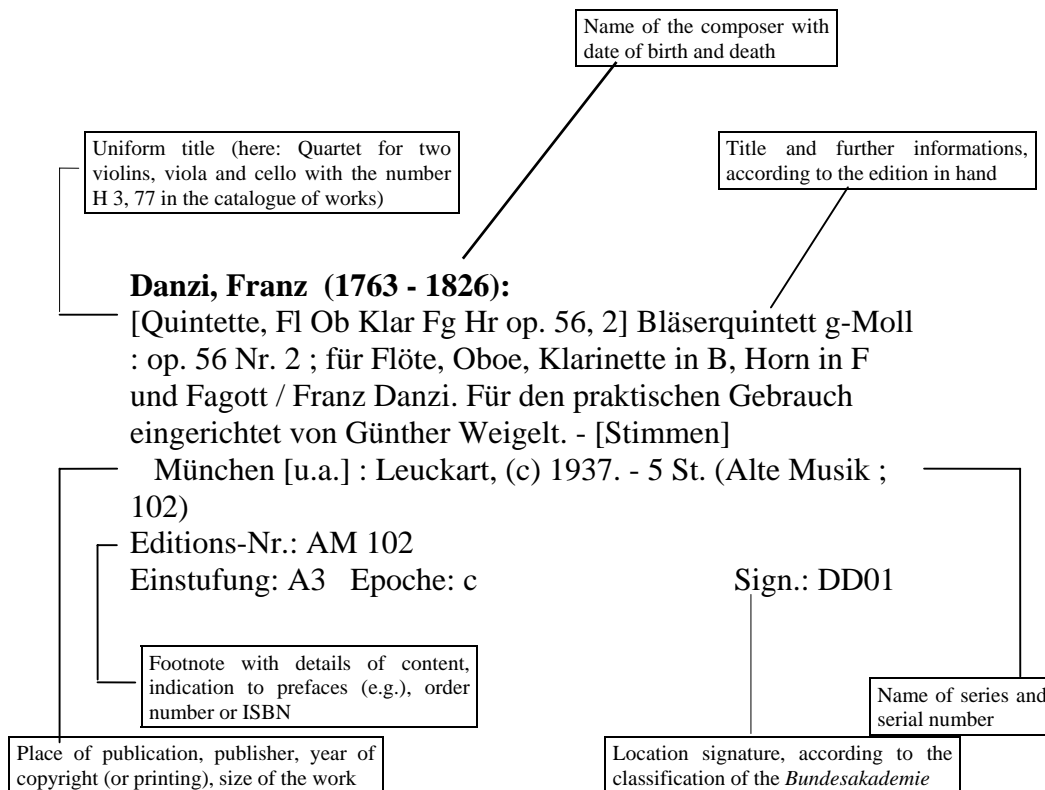 Name of the composer with
date of birth and death
Uniform title (here: Quartet for two
violins, viola and cello with the number
H 3, 77 in the catalogue of works)
Title and further informations,
according to the edition in hand
Danzi, Franz (1763 - 1826):
[Quintette, Fl Ob Klar Fg Hr op. 56, 2] Bläserquintett g-Moll
: op. 56 Nr. 2 ; für Flöte, Oboe, Klarinette in B, Horn in F
und Fagott / Franz Danzi. Für den praktischen Gebrauch
eingerichtet von Günther Weigelt. - [Stimmen]
München [u.a.] : Leuckart, (c) 1937. - 5 St. (Alte Musik ;
102)
Editions-Nr.: AM 102
Einstufung: A3 Epoche: c Sign.: DD01
Footnote with details of content,
indication to prefaces (e.g.), order
number or ISBN
Name of series and
serial number
Place of publication, publisher, year of
copyright (or printing), size of the work
Location signature, according to the
classification of the Bundesakademie